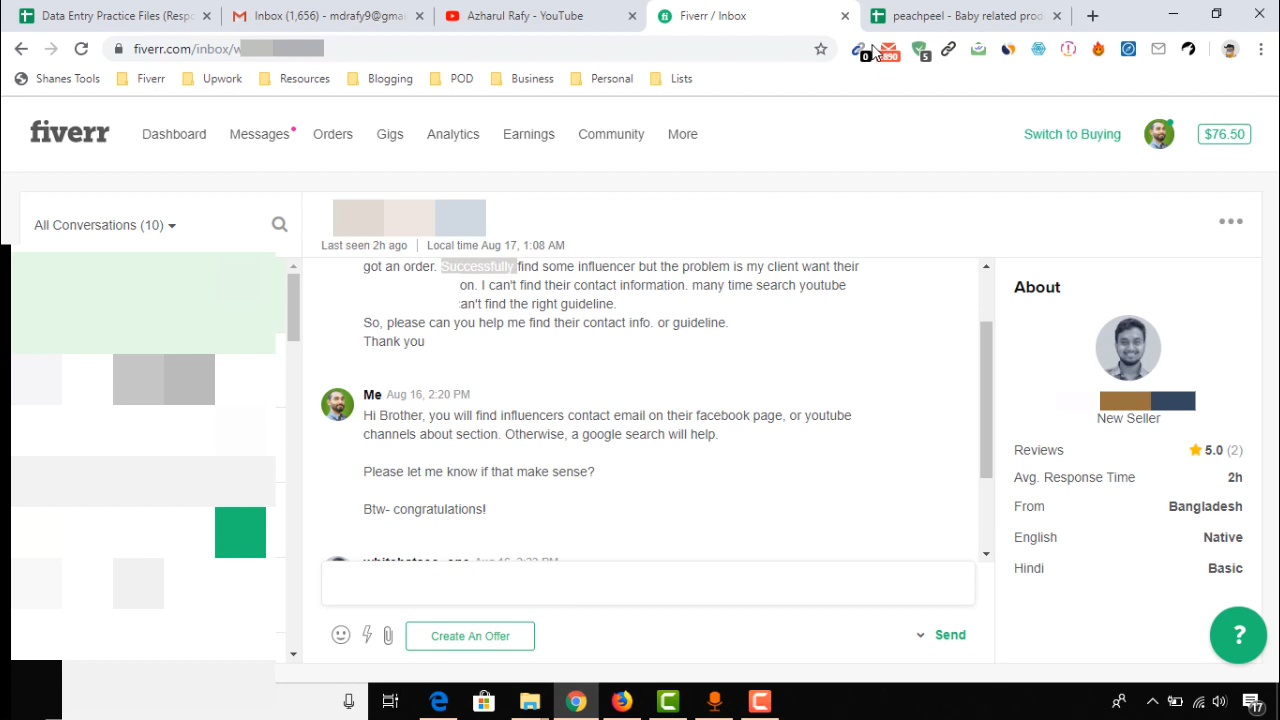 Data Entry Practice Files (Resp
Inbox (1,656) - mdrafy9@gma
Azharul Rafy - YouTube
Fiverr / Inbox
peachpeel - Baby related prod
fiverr.com/inbox/w
0
890
5
Shanes Tools
Fiverr
Upwork
Resources
Blogging
POD
Business
Personal
Lists
fiverr
Dashboard
Messages
Orders
Gigs
Analytics
Earnings
Community
More
Switch to Buying
$76.50
All Conversations (10)
Last seen 2h ago | Local time Aug 17, 1:08 AM
got an order. Successfully find some influencer but the problem is my client want their
on. I can't find their contact information. many time search youtube
an't find the right guideline.
So, please can you help me find their contact info. or guideline.
Thank you
Me Aug 16, 2:20 PM
Hi Brother, you will find influencers contact email on their facebook page, or youtube
channels about section. Otherwise, a google search will help.
Please let me know if that make sense?
Btw- congratulations!
Create An Offer
Send
About
New Seller
Reviews 5.0 (2)
Avg. Response Time 2h
From Bangladesh
English Native
Hindi Basic
?
17